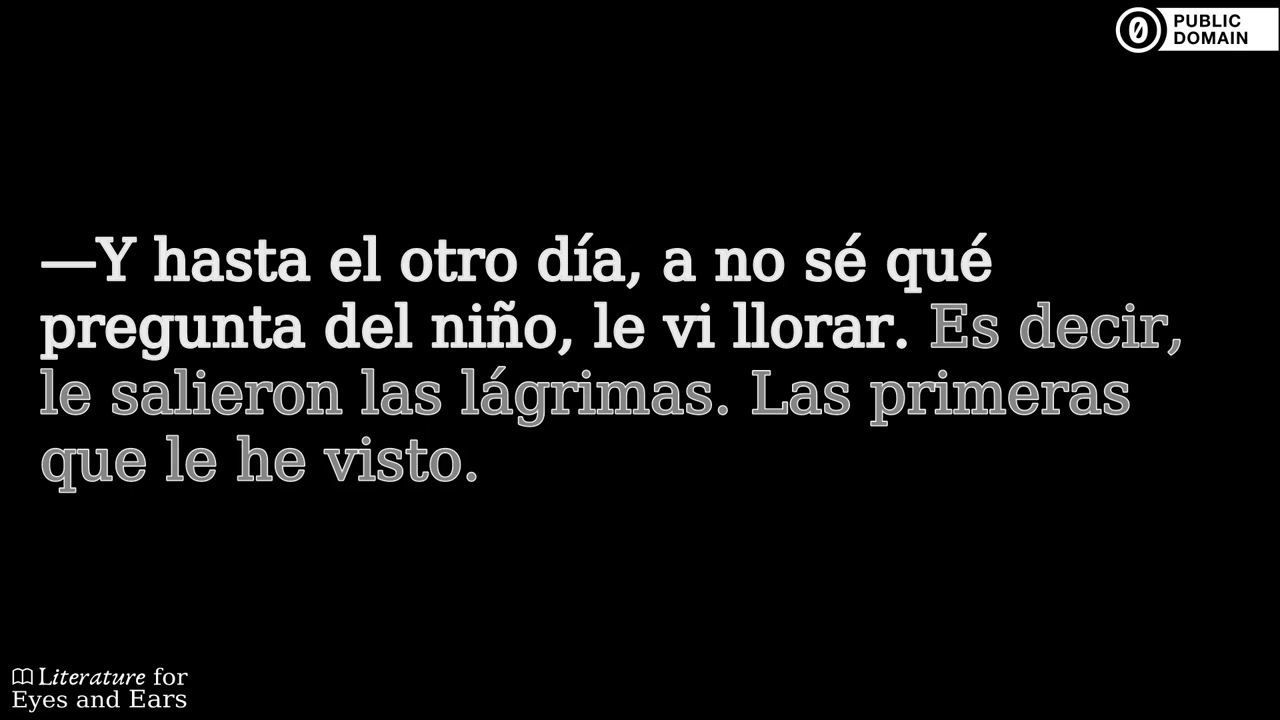 PUBLIC
DOMAIN
—Y hasta el otro día, a no sé qué
pregunta del niño, le vi llorar. Es decir,
le salieron las lágrimas. Las primeras
que le he visto.
Literature for
Eyes and Ears